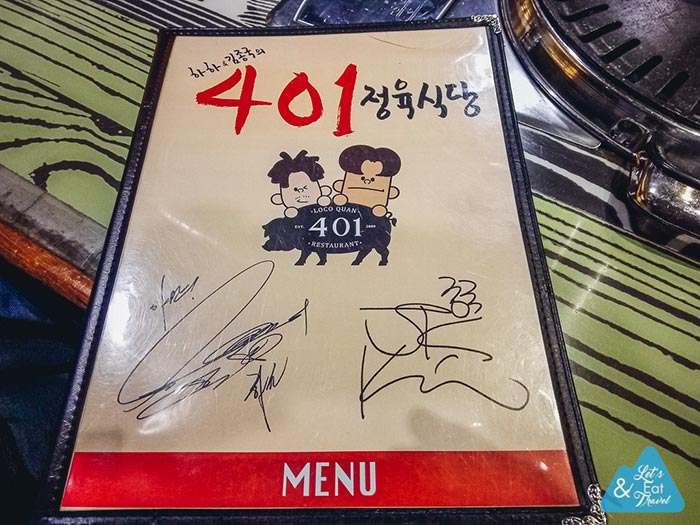 하하&김종국의
401 정육식당
LOCO QUAN
EST. 401 2009
RESTAURANT
MENU
Let's
& Eat
Travel